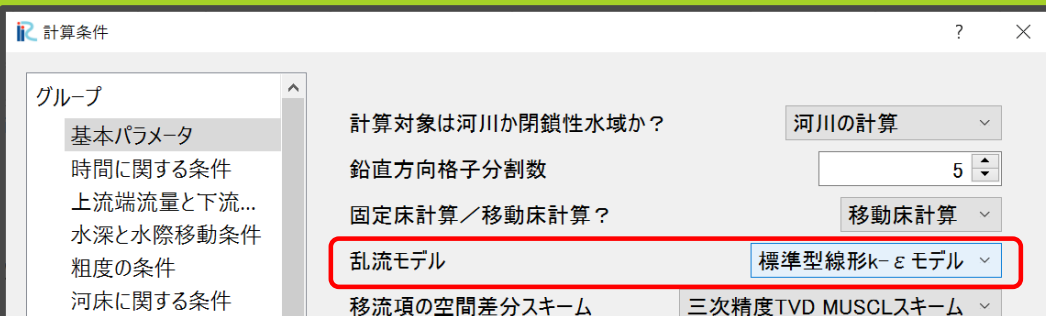 計算条件
?
グループ
基本パラメータ
時間に関する条件
上流端流量と下流...
水深と水際移動条件
粗度の条件
河床に関する条件
計算対象は河川か閉鎖性水域か？ 河川の計算
鉛直方向格子分割数 5
固定床計算／移動床計算？ 移動床計算
乱流モデル 標準型線形k-εモデル
移流項の空間差分スキーム 三次精度TVD MUSCLスキーム